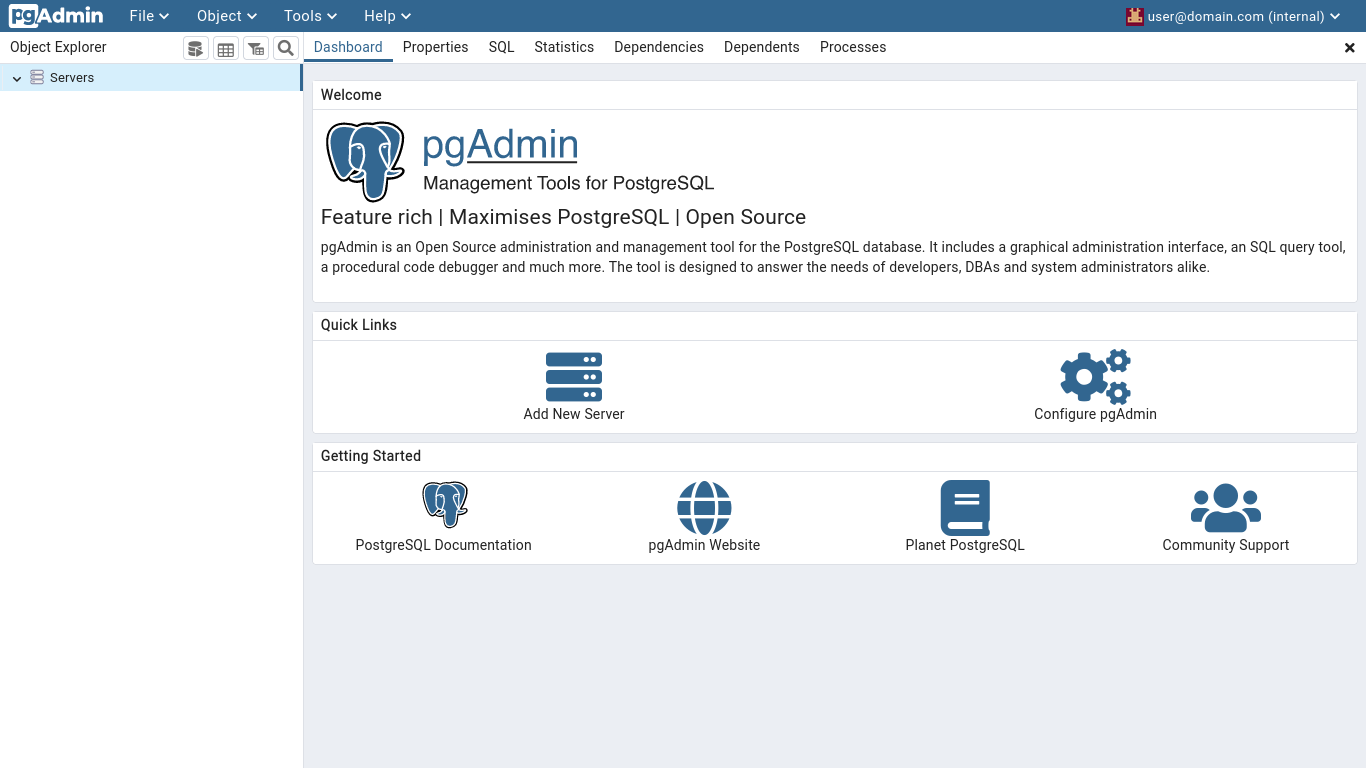 pgAdmin File Object Tools Help user@domain.com (internal)
Object Explorer
Dashboard Properties SQL Statistics Dependencies Dependents Processes
Servers
Welcome
pgAdmin
Management Tools for PostgreSQL
Feature rich | Maximises PostgreSQL | Open Source
pgAdmin is an Open Source administration and management tool for the PostgreSQL database. It includes a graphical administration interface, an SQL query tool,
a procedural code debugger and much more. The tool is designed to answer the needs of developers, DBAs and system administrators alike.
Quick Links
Add New Server Configure pgAdmin
Getting Started
PostgreSQL Documentation pgAdmin Website Planet PostgreSQL Community Support